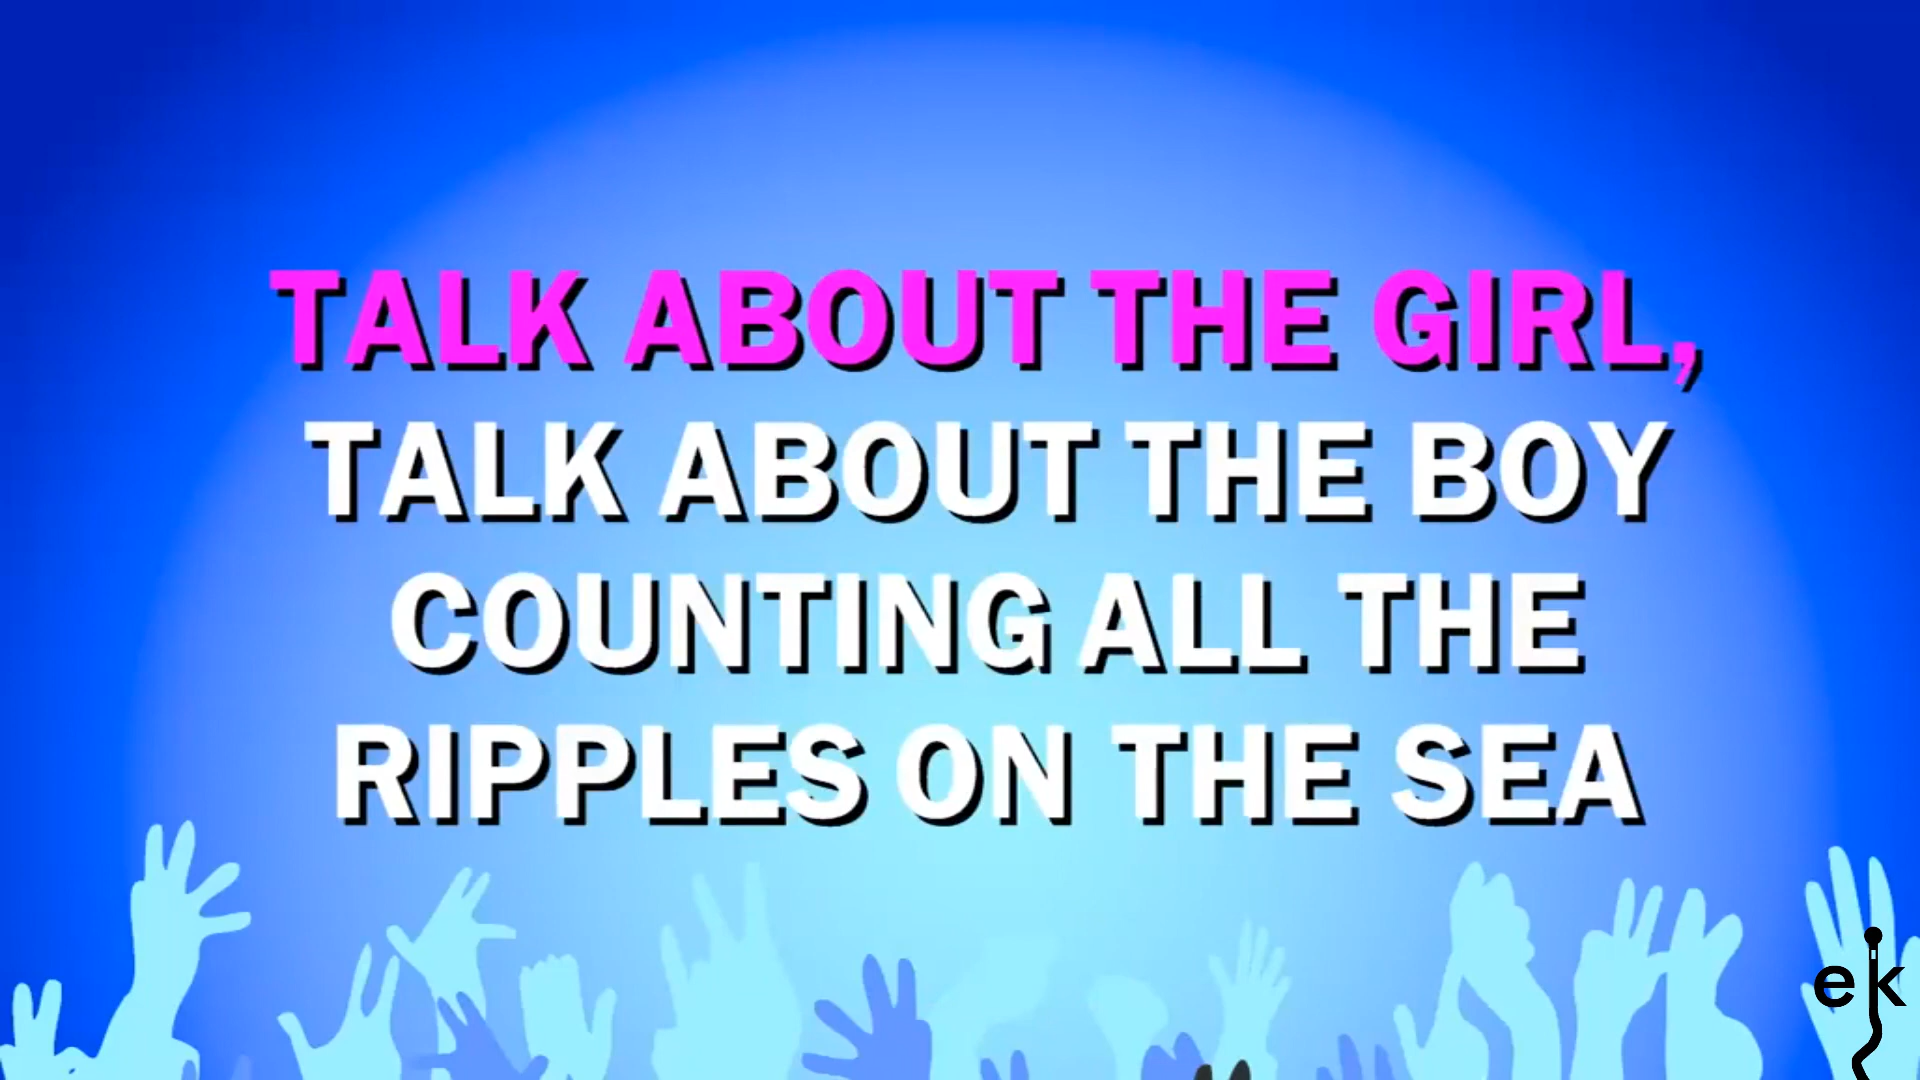 TALK ABOUT THE GIRL,
TALK ABOUT THE BOY
COUNTING ALL THE
RIPPLES ON THE SEA
ek